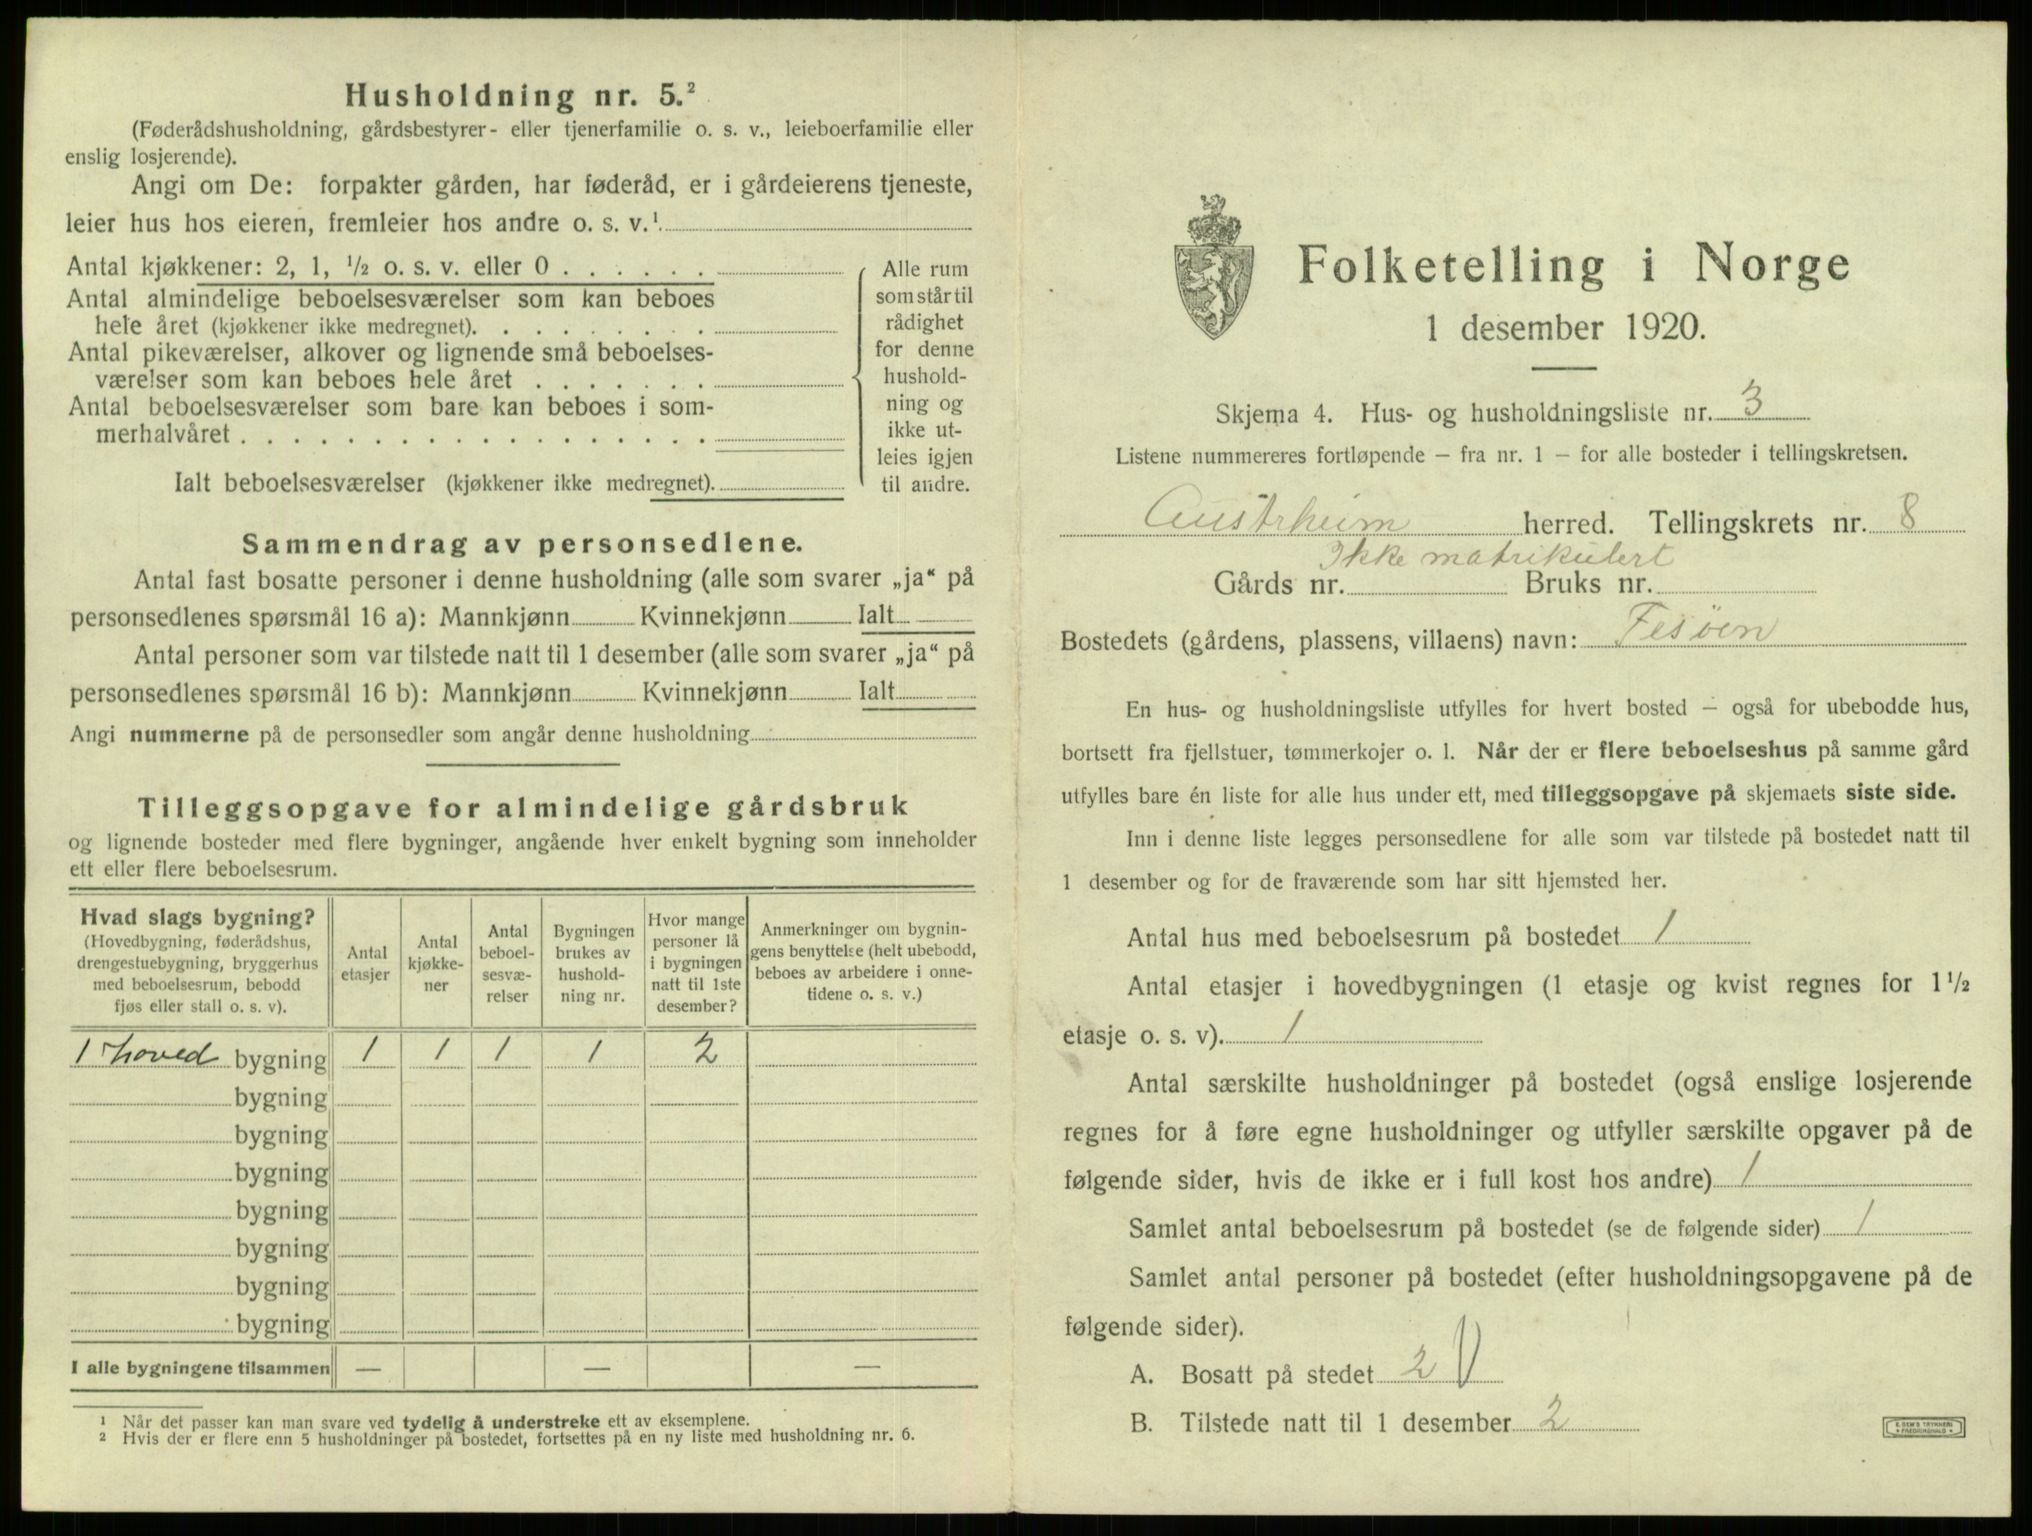 Husholdning nr. 5.²
(Føderådshusholdning, gårdsbestyrer- eller tjenerfamilie o. s. v., leieboerfamilie eller
enslig losjerende).
Angi om De: forpakter gården, har føderåd, er i gårdeierens tjeneste,
leier hus hos eieren, fremleier hos andre o. s. v.¹
Antal kjøkkener: 2, 1, ½ o. s. v. eller 0 . . . . . .
Antal almindelige beboelsesværelser som kan beboes
hele året (kjøkkener ikke medregnet). . . . . . . . .
Antal pikeværelser, alkover og lignende små beboelses-
værelser som kan beboes hele året . . . . . . .
Antal beboelsesværelser som bare kan beboes i som-
merhalvåret . . . . . . . . . . . . . . . . . .
Ialt beboelsesværelser (kjøkkener ikke medregnet).
Alle rum
som står til
rådighet
for denne
hushold-
ning og
ikke ut-
leies igjen
til andre.
Sammendrag av personsedlene.
Antal fast bosatte personer i denne husholdning (alle som svarer „ja“ på
personsedlenes spørsmål 16 a): Mannkjønn Kvinnekjønn Ialt
Antal personer som var tilstede natt til 1 desember (alle som svarer „ja“ på
personsedlenes spørsmål 16 b): Mannkjønn Kvinnekjønn Ialt
Angi nummerne på de personsedler som angår denne husholdning
Tilleggsopgave for almindelige gårdsbruk
og lignende bosteder med flere bygninger, angående hver enkelt bygning som inneholder
ett eller flere beboelsesrum.
Hvad slags bygning?
(Hovedbygning, føderådshus,
drengestuebygning, bryggerhus
med beboelsesrum, bebodd
fjøs eller stall o. s. v).
Antal
etasjer
Antal
kjøkke-
ner
Antal
beboel-
sesvæ-
relser
Bygningen
brukes av
hushold-
ning nr.
Hvor mange
personer lå
i bygningen
natt til 1ste
desember?
Anmerkninger om bygnin-
gens benyttelse (helt ubebodd,
beboes av arbeidere i onne-
tidene o. s. v.)
1 hoved bygning 1 1 1 1 2
bygning
bygning
bygning
bygning
bygning
bygning
bygning
I alle bygningene tilsammen — — —
¹ Når det passer kan man svare ved tydelig å understreke ett av eksemplene.
² Hvis der er flere enn 5 husholdninger på bostedet, fortsettes på en ny liste med husholdning nr. 6.
Folketelling i Norge
1 desember 1920.
Skjema 4. Hus- og husholdningsliste nr. 3
Listene nummereres fortløpende – fra nr. 1 – for alle bosteder i tellingskretsen.
Austrheim herred. Tellingskrets nr. 8
Ikke matrikulert
Gårds nr. Bruks nr.
Bostedets (gårdens, plassens, villaens) navn: Fesøen
En hus- og husholdningsliste utfylles for hvert bosted – også for ubebodde hus,
bortsett fra fjellstuer, tømmerkojer o. l. Når der er flere beboelseshus på samme gård
utfylles bare én liste for alle hus under ett, med tilleggsopgave på skjemaets siste side.
Inn i denne liste legges personsedlene for alle som var tilstede på bostedet natt til
1 desember og for de fraværende som har sitt hjemsted her.
Antal hus med beboelsesrum på bostedet 1
Antal etasjer i hovedbygningen (1 etasje og kvist regnes for 1½
etasje o. s. v). 1
Antal særskilte husholdninger på bostedet (også enslige losjerende
regnes for å føre egne husholdninger og utfyller særskilte opgaver på de
følgende sider, hvis de ikke er i full kost hos andre) 1
Samlet antal beboelsesrum på bostedet (se de følgende sider) 1
Samlet antal personer på bostedet (efter husholdningsopgavene på de
følgende sider).
A. Bosatt på stedet 2 V
B. Tilstede natt til 1 desember 2
E. SEM'S TRYKKERI
FREDRIKSHALD